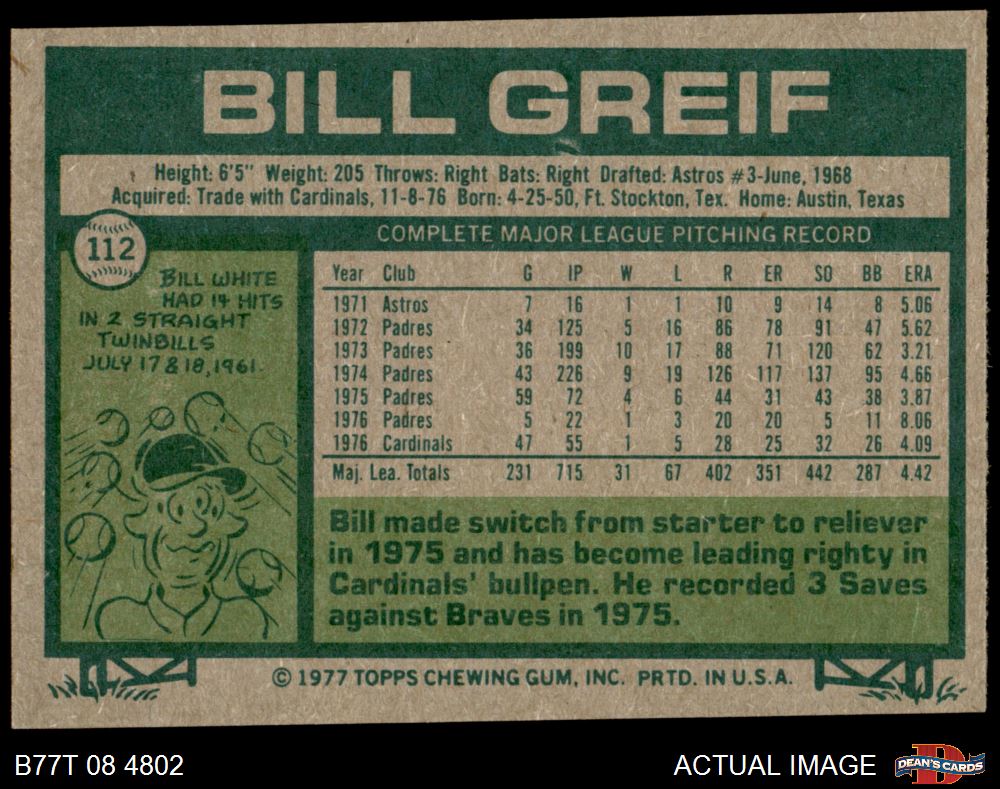 BILL GREIF
Height: 6'5" Weight: 205 Throws: Right Bats: Right Drafted: Astros #3-June, 1968
Acquired: Trade with Cardinals, 11-8-76 Born: 4-25-50, Ft. Stockton, Tex. Home: Austin, Texas
112
BILL WHITE
HAD 14 HITS
IN 2 STRAIGHT
TWINBILLS
JULY 17 & 18, 1961.
COMPLETE MAJOR LEAGUE PITCHING RECORD
Year Club G IP W L R ER SO BB ERA
1971 Astros 7 16 1 1 10 9 14 8 5.06
1972 Padres 34 125 5 16 86 78 91 47 5.62
1973 Padres 36 199 10 17 88 71 120 62 3.21
1974 Padres 43 226 9 19 126 117 137 95 4.66
1975 Padres 59 72 4 6 44 31 43 38 3.87
1976 Padres 5 22 1 3 20 20 5 11 8.06
1976 Cardinals 47 55 1 5 28 25 32 26 4.09
Maj. Lea. Totals 231 715 31 67 402 351 442 287 4.42
Bill made switch from starter to reliever
in 1975 and has become leading righty in
Cardinals' bullpen. He recorded 3 Saves
against Braves in 1975.
© 1977 TOPPS CHEWING GUM, INC. PRTD. IN U.S.A.
B77T 08 4802
ACTUAL IMAGE
D
DEAN'S CARDS